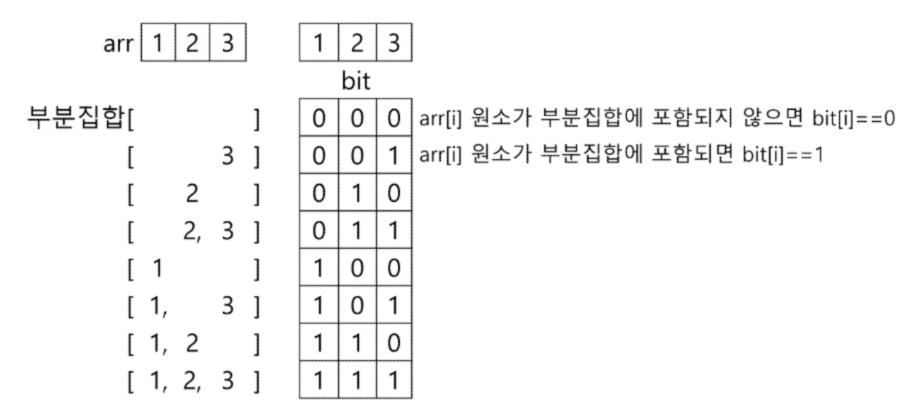 arr 1 2 3 1 2 3
bit
부분집합[ ] 0 0 0 arr[i] 원소가 부분집합에 포함되지 않으면 bit[i]==0
[ 3 ] 0 0 1 arr[i] 원소가 부분집합에 포함되면 bit[i]==1
[ 2 ] 0 1 0
[ 2, 3 ] 0 1 1
[ 1 ] 1 0 0
[ 1, 3 ] 1 0 1
[ 1, 2 ] 1 1 0
[ 1, 2, 3 ] 1 1 1